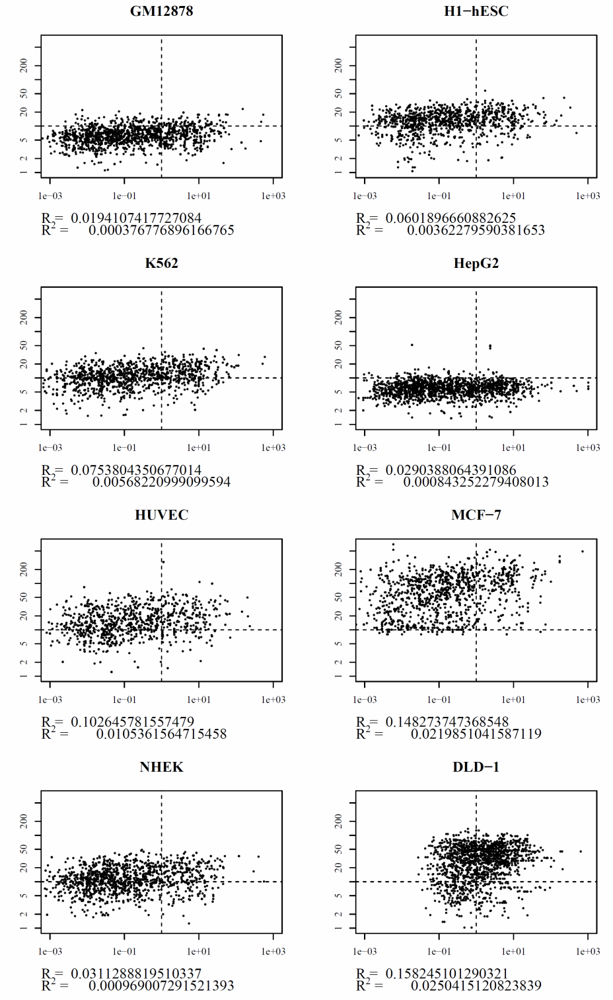 GM12878
200
50
20
5
2
1
1e−03 1e−01 1e+01 1e+03
R = 0.0194107417727084
R² = 0.000376776896166765
H1−hESC
200
50
20
5
2
1
1e−03 1e−01 1e+01 1e+03
R = 0.0601896660882625
R² = 0.00362279590381653
K562
200
50
20
5
2
1
1e−03 1e−01 1e+01 1e+03
R = 0.0753804350677014
R² = 0.00568220999099594
HepG2
200
50
20
5
2
1
1e−03 1e−01 1e+01 1e+03
R = 0.0290388064391086
R² = 0.000843252279408013
HUVEC
200
50
20
5
2
1
1e−03 1e−01 1e+01 1e+03
R = 0.102645781557479
R² = 0.0105361564715458
MCF−7
200
50
20
5
2
1
1e−03 1e−01 1e+01 1e+03
R = 0.148273747368548
R² = 0.0219851041587119
NHEK
200
50
20
5
2
1
1e−03 1e−01 1e+01 1e+03
R = 0.0311288819510337
R² = 0.000969007291521393
DLD−1
200
50
20
5
2
1
1e−03 1e−01 1e+01 1e+03
R = 0.158245101290321
R² = 0.0250415120823839